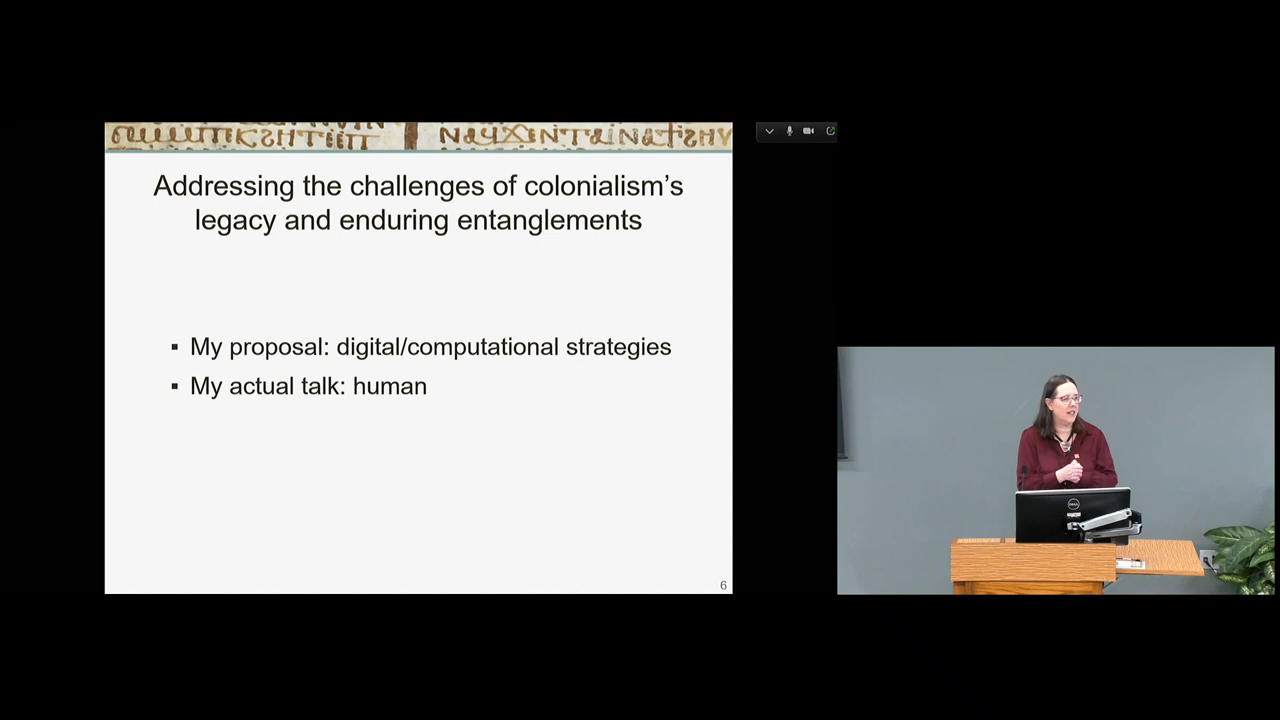 Addressing the challenges of colonialism’s
legacy and enduring entanglements
▪ My proposal: digital/computational strategies
▪ My actual talk: human
6